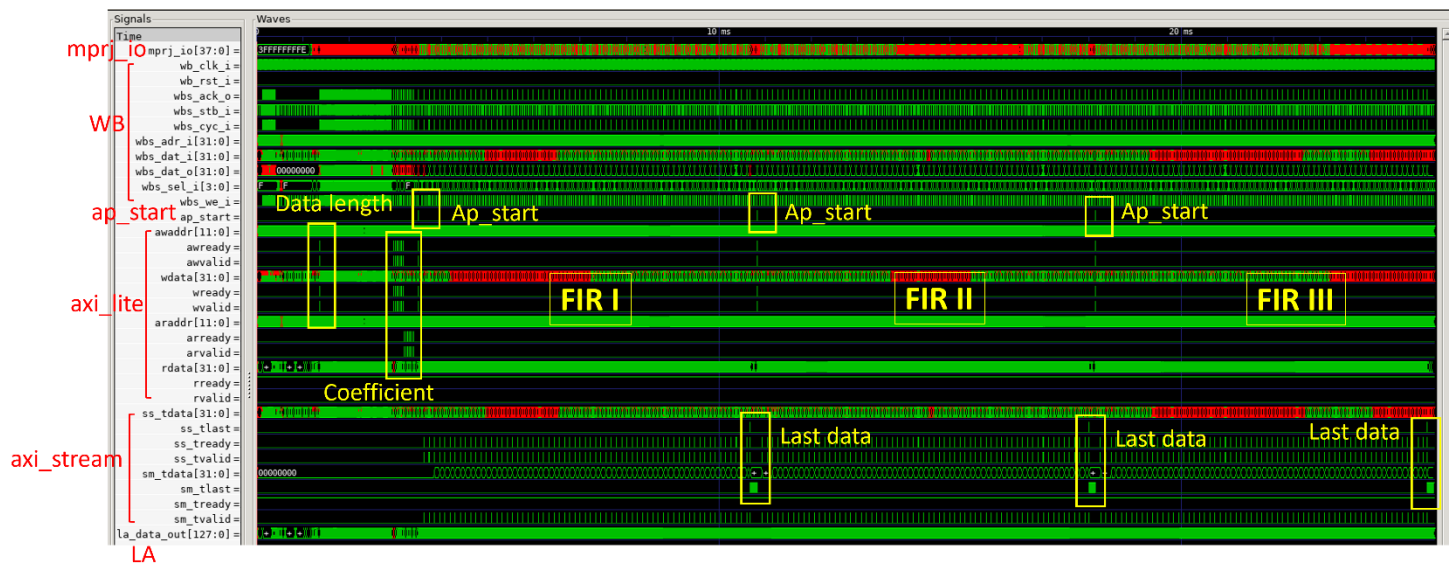 Signals
Waves
Time
10 ms
20 ms
mprj_io
mprj_io[37:0] =
3FFFFFFFFE
wb_clk_i =
wb_rst_i =
wbs_ack_o =
wbs_stb_i =
WB
wbs_cyc_i =
wbs_adr_i[31:0] =
wbs_dat_i[31:0] =
wbs_dat_o[31:0] =
00000000
wbs_sel_i[3:0] =
F
F
F
wbs_we_i =
Data length
ap_start
ap_start =
Ap_start
Ap_start
Ap_start
awaddr[11:0] =
awready =
awvalid =
wdata[31:0] =
axi_lite
wready =
wvalid =
FIR I
FIR II
FIR III
araddr[11:0] =
arready =
arvalid =
rdata[31:0] =
+
+
+
rready =
Coefficient
rvalid =
ss_tdata[31:0] =
ss_tlast =
Last data
Last data
Last data
ss_tready =
axi_stream
ss_tvalid =
sm_tdata[31:0] =
00000000
+
+
+
sm_tlast =
sm_tready =
sm_tvalid =
la_data_out[127:0] =
+
+
+
LA